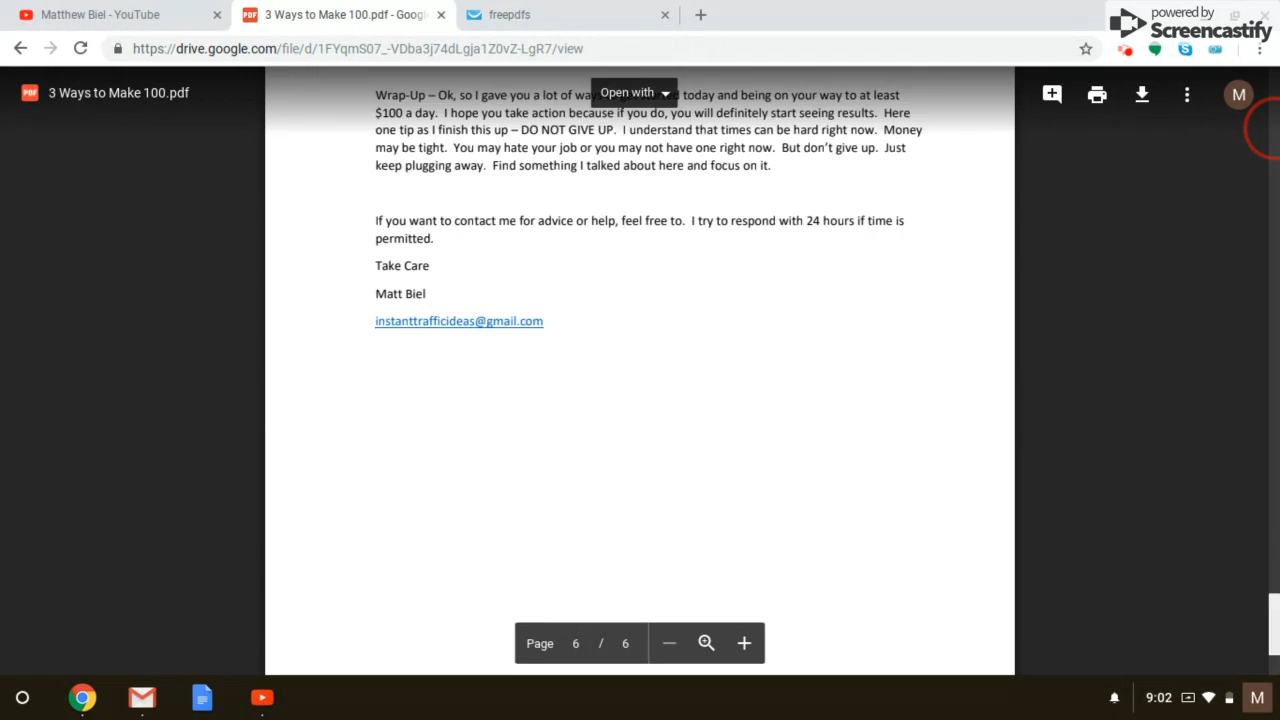 Matthew Biel - YouTube
3 Ways to Make 100.pdf - Goog
freepdfs
powered by
Screencastify
https://drive.google.com/file/d/1FYqmS07_-VDba3j74dLgja1Z0vZ-LgR7/view
3 Ways to Make 100.pdf
Open with
M
Wrap-Up – Ok, so I gave you a lot of ways started today and being on your way to at least
$100 a day. I hope you take action because if you do, you will definitely start seeing results. Here
one tip as I finish this up – DO NOT GIVE UP. I understand that times can be hard right now. Money
may be tight. You may hate your job or you may not have one right now. But don't give up. Just
keep plugging away. Find something I talked about here and focus on it.
If you want to contact me for advice or help, feel free to. I try to respond with 24 hours if time is
permitted.
Take Care
Matt Biel
instanttrafficideas@gmail.com
Page 6 / 6
9:02
M